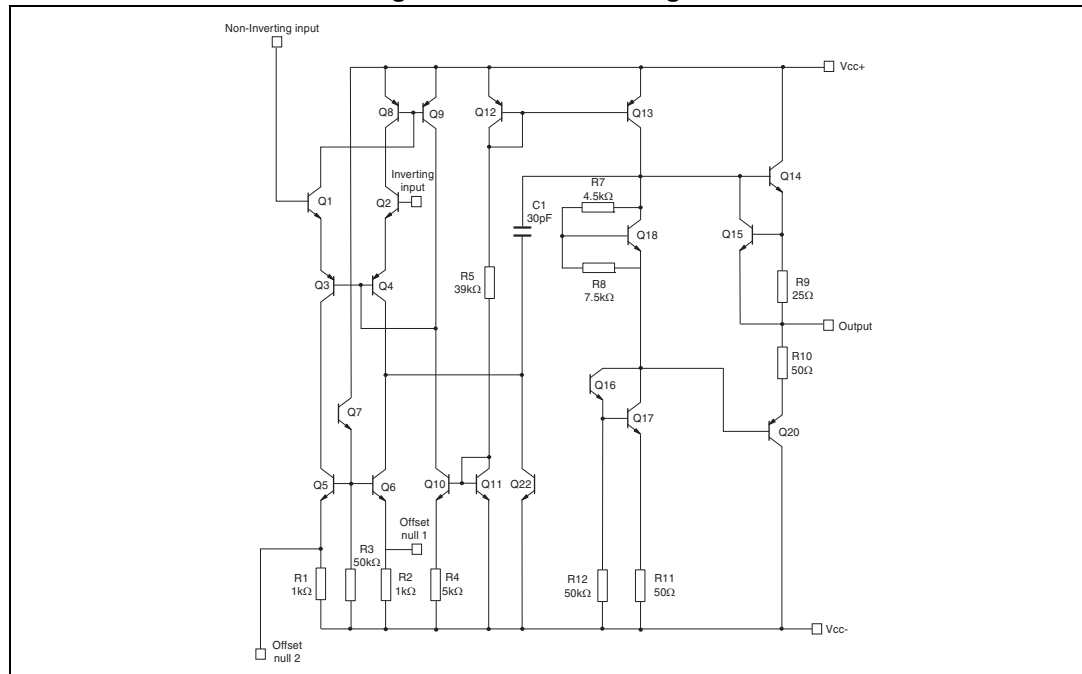 Non-Inverting input
Vcc+
Q8
Q9
Q12
Q13
Inverting
input
Q1
Q2
C1
30pF
R7
4.5kΩ
Q14
Q15
Q18
R5
39kΩ
R8
7.5kΩ
R9
25Ω
Q3
Q4
Output
R10
50Ω
Q16
Q7
Q17
Q20
Q5
Q6
Q10
Q11
Q22
Offset
null 1
R3
50kΩ
R1
1kΩ
R2
1kΩ
R4
5kΩ
R12
50kΩ
R11
50Ω
Vcc-
Offset
null 2